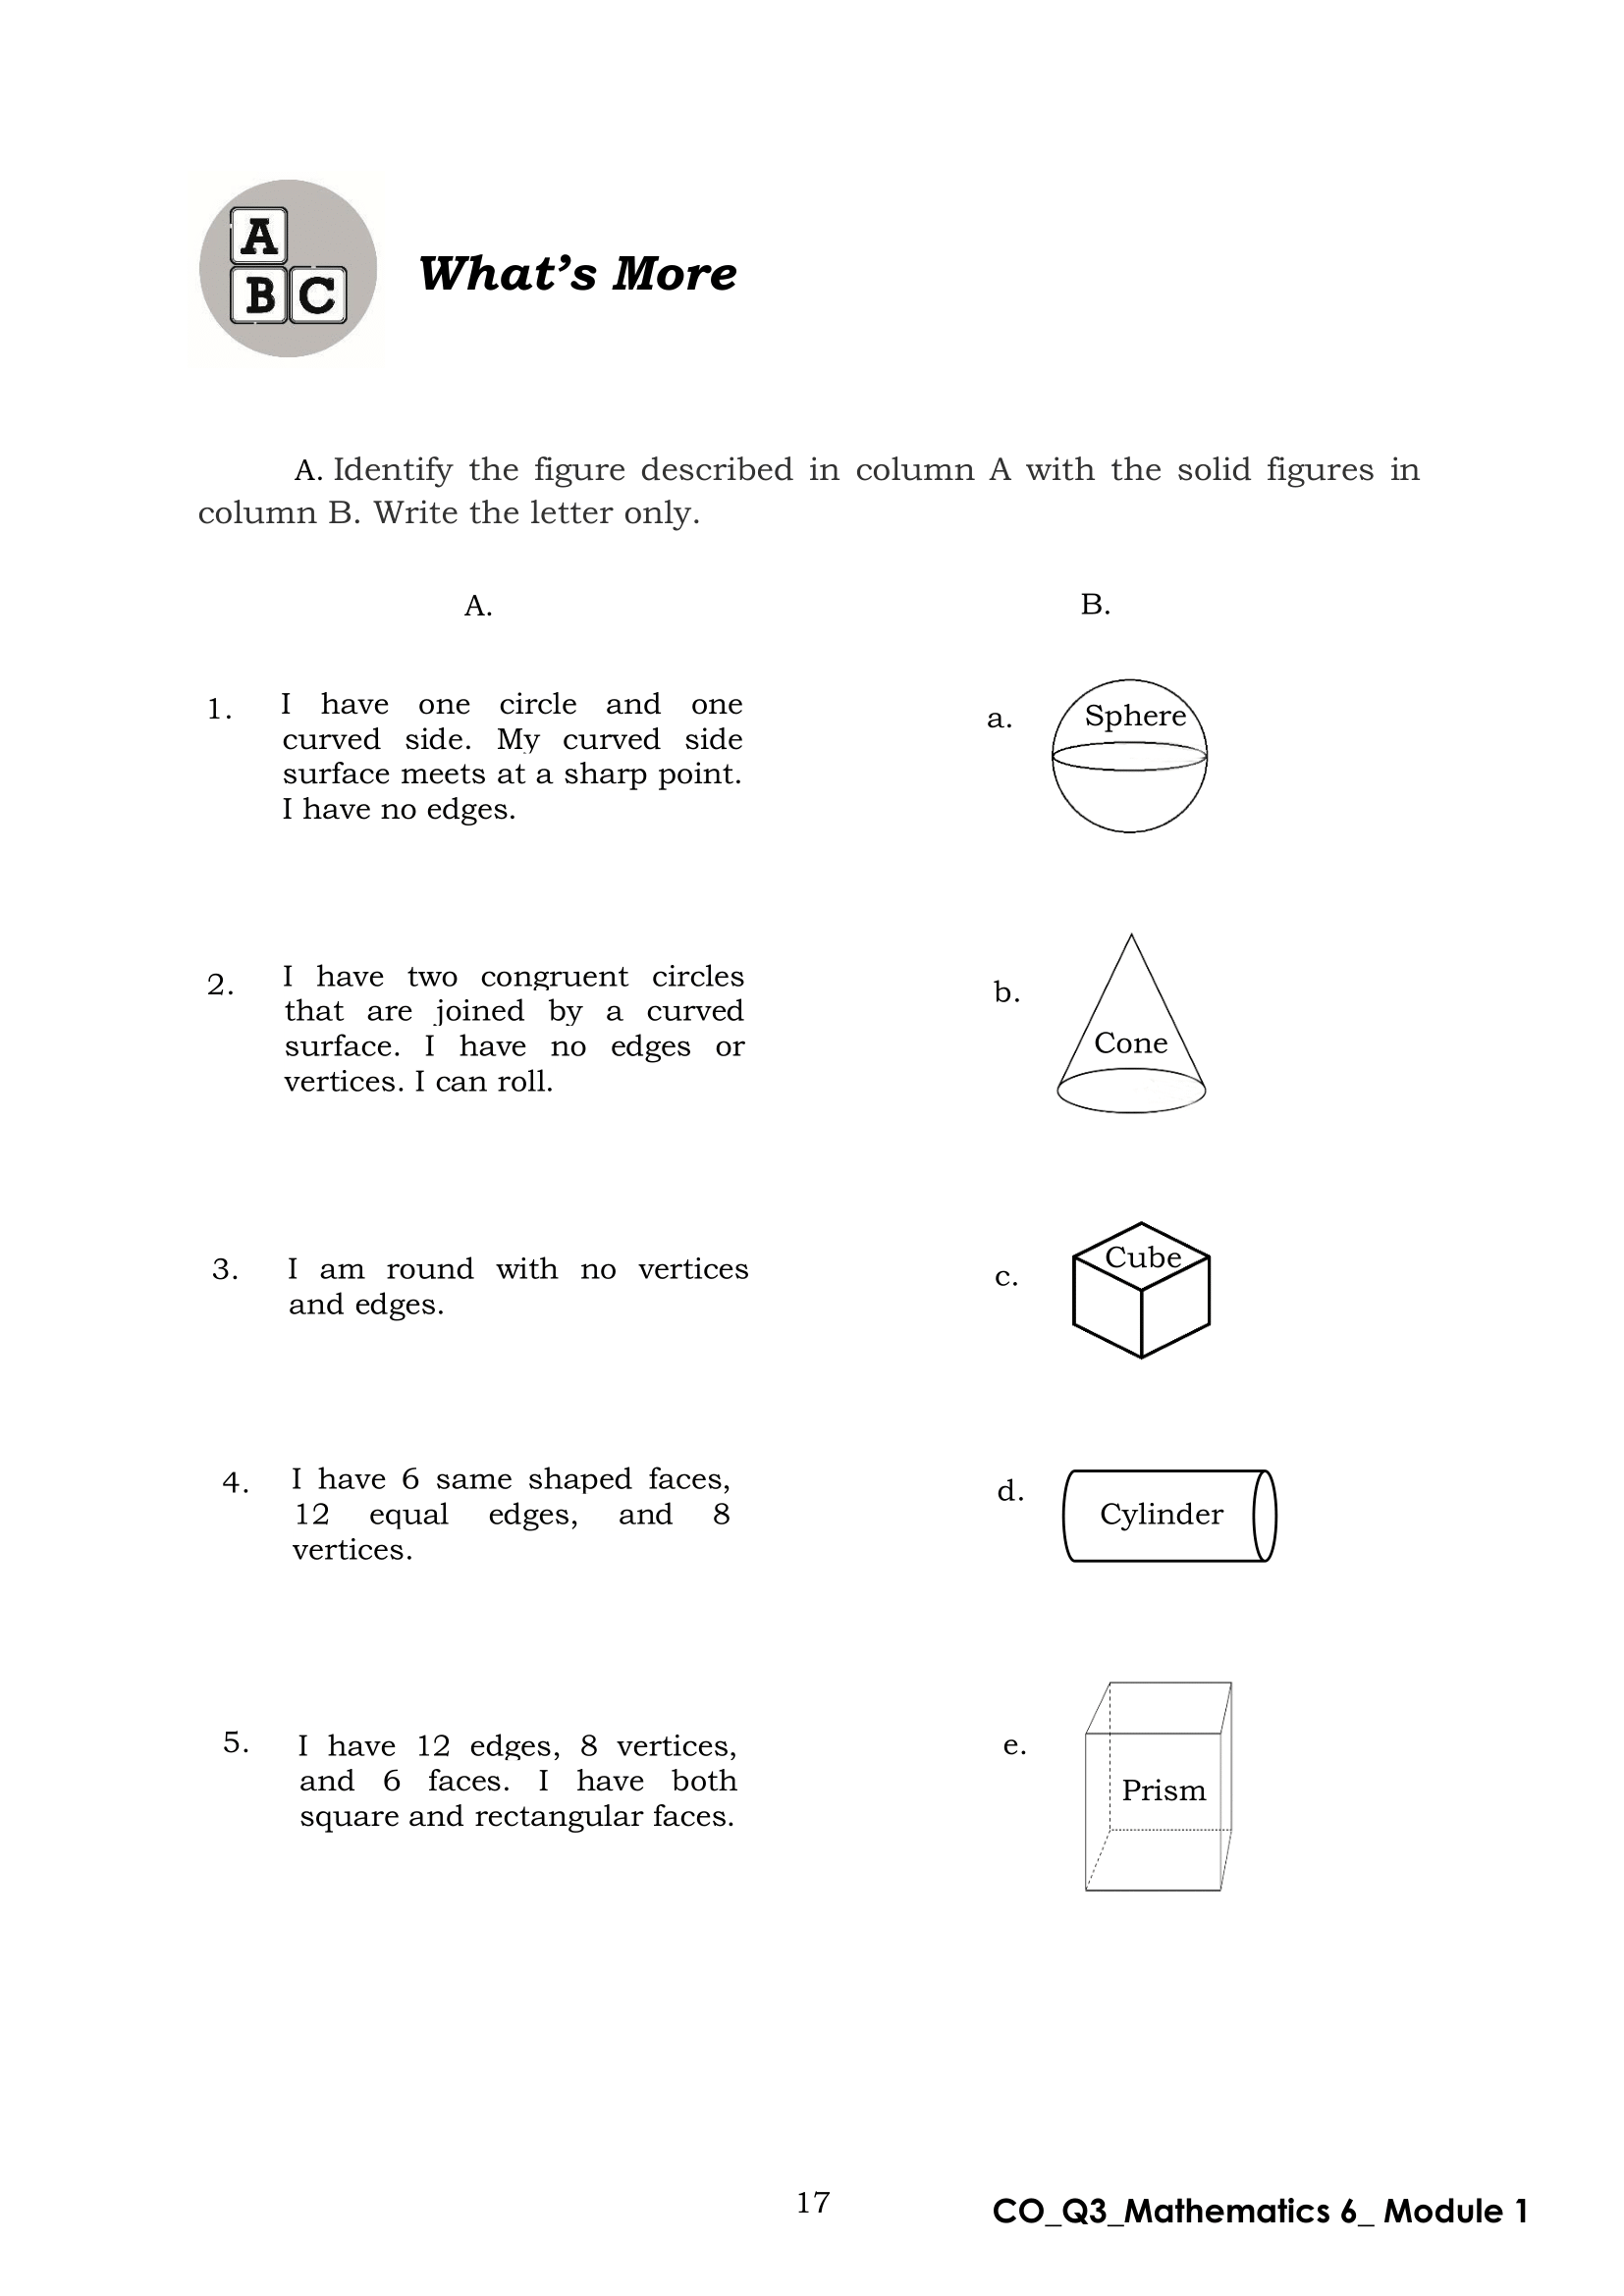 A
B C
What's More
A. Identify the figure described in column A with the solid figures in
column B. Write the letter only.
A.
B.
1.
I have one circle and one
curved side. My curved side
surface meets at a sharp point.
I have no edges.
a.
Sphere
2.
I have two congruent circles
that are joined by a curved
surface. I have no edges or
vertices. I can roll.
b.
Cone
3.
I am round with no vertices
and edges.
c.
Cube
4.
I have 6 same shaped faces,
12 equal edges, and 8
vertices.
d.
Cylinder
5.
I have 12 edges, 8 vertices,
and 6 faces. I have both
square and rectangular faces.
e.
Prism
17
CO_Q3_Mathematics 6_ Module 1